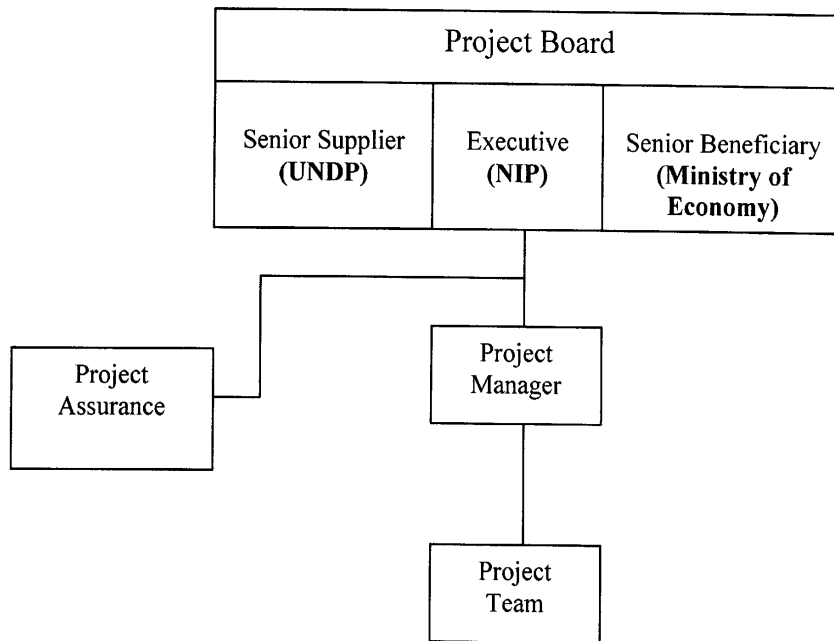 Project Board
Senior Supplier
(UNDP)
Executive
(NIP)
Senior Beneficiary
(Ministry of
Economy)
Project
Assurance
Project
Manager
Project
Team